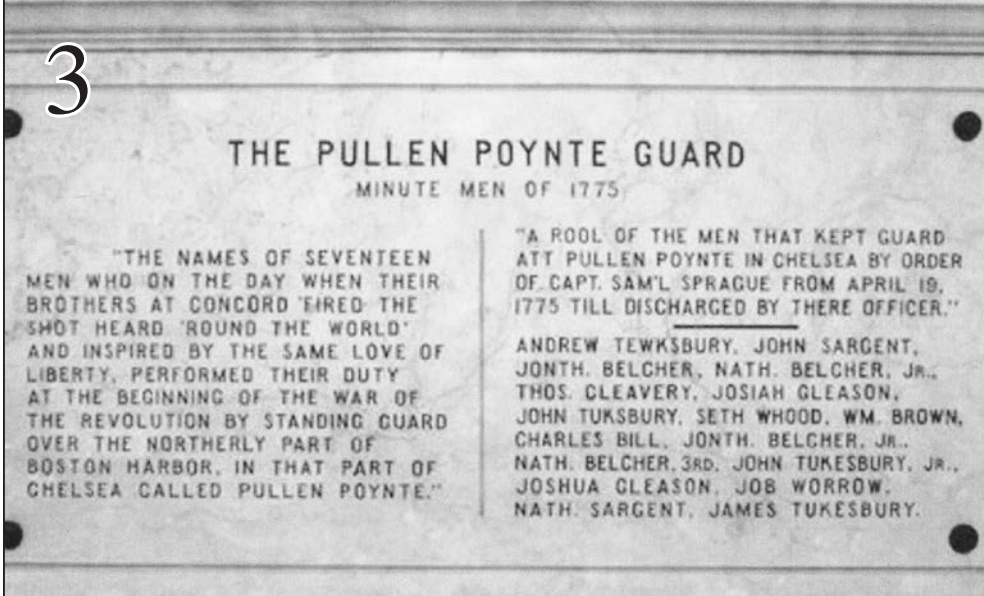 3
THE PULLEN POYNTE GUARD
MINUTE MEN OF 1775
"THE NAMES OF SEVENTEEN
MEN WHO ON THE DAY WHEN THEIR
BROTHERS AT CONCORD 'FIRED THE
SHOT HEARD 'ROUND THE WORLD'
AND INSPIRED BY THE SAME LOVE OF
LIBERTY, PERFORMED THEIR DUTY
AT THE BEGINNING OF THE WAR OF
THE REVOLUTION BY STANDING GUARD
OVER THE NORTHERLY PART OF
BOSTON HARBOR, IN THAT PART OF
CHELSEA CALLED PULLEN POYNTE."
"A ROOL OF THE MEN THAT KEPT GUARD
ATT PULLEN POYNTE IN CHELSEA BY ORDER
OF CAPT. SAM'L SPRAGUE FROM APRIL 19,
1775 TILL DISCHARGED BY THERE OFFICER."
ANDREW TEWKSBURY, JOHN SARGENT,
JONTH. BELCHER, NATH. BELCHER, JR.,
THOS. CLEAVERY, JOSIAH GLEASON,
JOHN TUKSBURY, SETH WHOOD, WM. BROWN,
CHARLES BILL, JONTH. BELCHER, JR.,
NATH. BELCHER, 3RD, JOHN TUKESBURY, JR.,
JOSHUA GLEASON, JOB WORROW,
NATH. SARGENT, JAMES TUKESBURY.